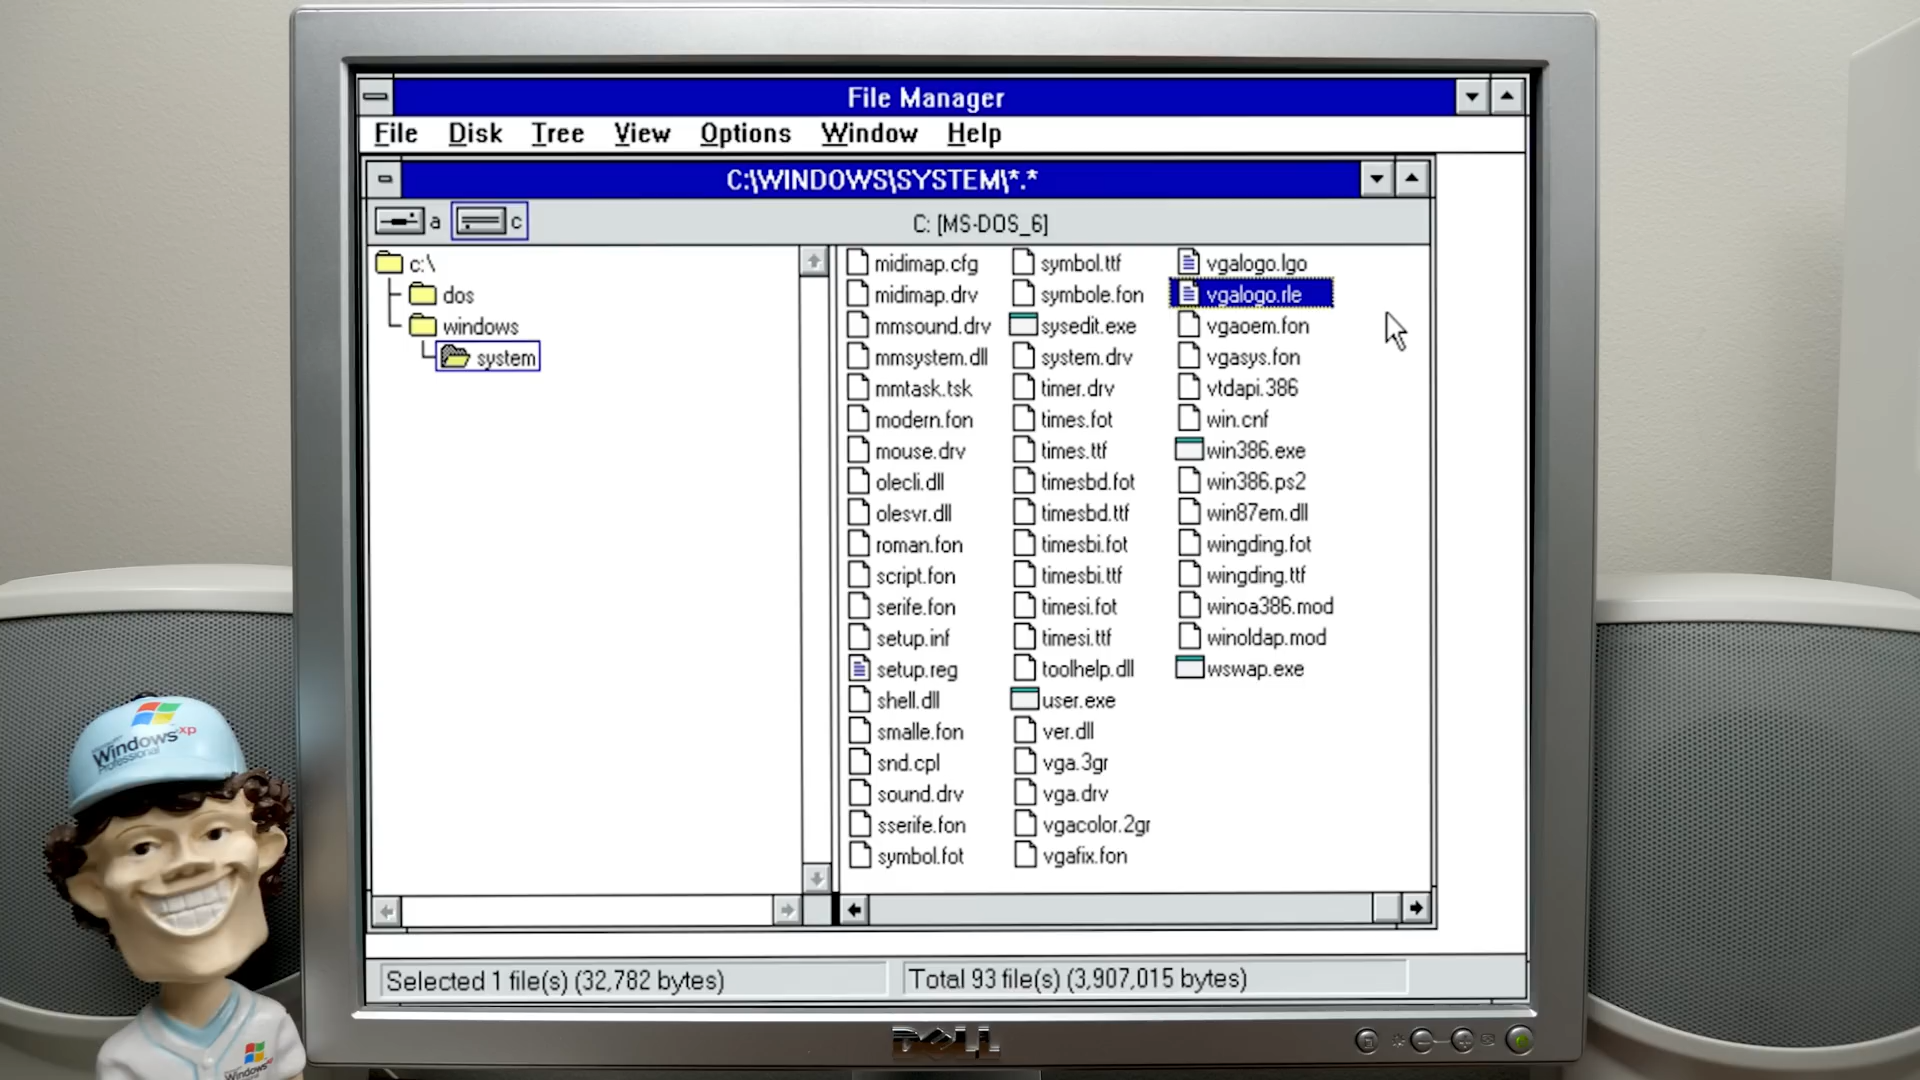 File Manager
File Disk Tree View Options Window Help
C:\WINDOWS\SYSTEM\*.*
a c C: [MS-DOS_6]
c:\
dos
windows
system
midimap.cfg
midimap.drv
mmsound.drv
mmsystem.dll
mmtask.tsk
modern.fon
mouse.drv
olecli.dll
olesvr.dll
roman.fon
script.fon
serife.fon
setup.inf
setup.reg
shell.dll
smalle.fon
snd.cpl
sound.drv
sserife.fon
symbol.fot
symbol.ttf
symbole.fon
sysedit.exe
system.drv
timer.drv
times.fot
times.ttf
timesbd.fot
timesbd.ttf
timesbi.fot
timesbi.ttf
timesi.fot
timesi.ttf
toolhelp.dll
user.exe
ver.dll
vga.3gr
vga.drv
vgacolor.2gr
vgafix.fon
vgalogo.lgo
vgalogo.rle
vgaoem.fon
vgasys.fon
vtdapi.386
win.cnf
win386.exe
win386.ps2
win87em.dll
wingding.fot
wingding.ttf
winoa386.mod
winoldap.mod
wswap.exe
Selected 1 file(s) (32,782 bytes)
Total 93 file(s) (3,907,015 bytes)
DELL
Microsoft
Windows xp
Professional
Windows xp